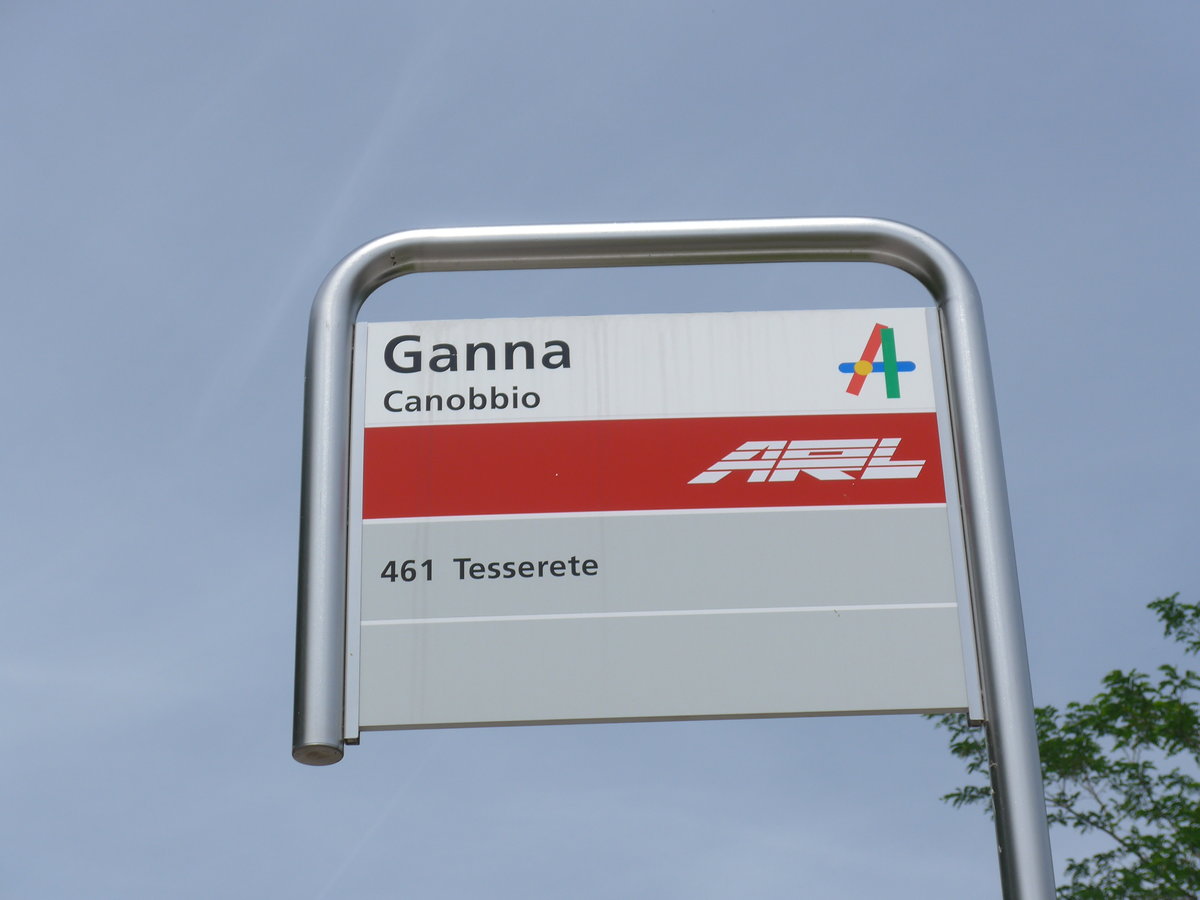 Ganna
Canobbio
ARL
461 Tesserete